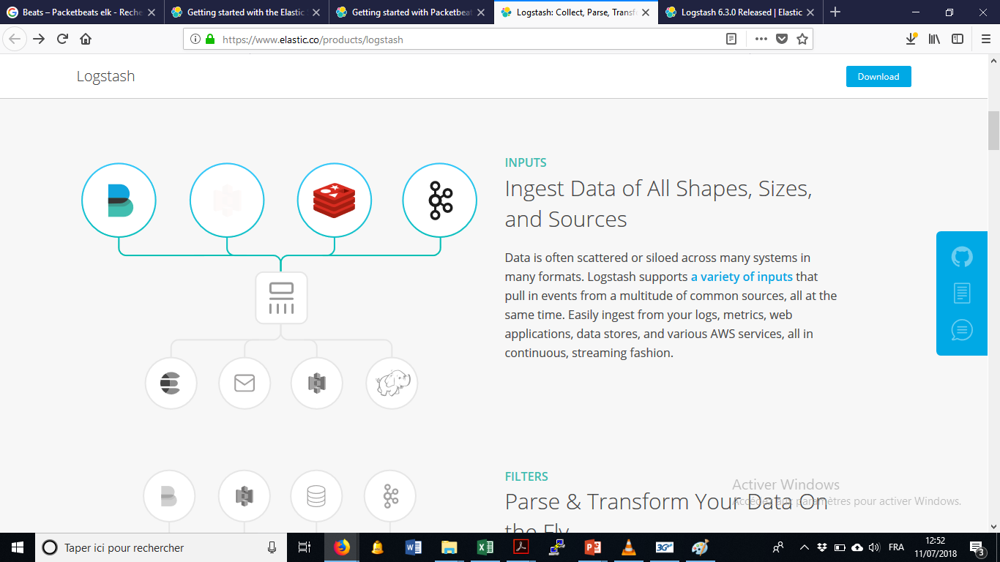 Beats – Packetbeats elk - Reche
Getting started with the Elastic
Getting started with Packetbeat
Logstash: Collect, Parse, Transf
Logstash 6.3.0 Released | Elastic
https://www.elastic.co/products/logstash
Logstash
Download
INPUTS
Ingest Data of All Shapes, Sizes,
and Sources
Data is often scattered or siloed across many systems in
many formats. Logstash supports a variety of inputs that
pull in events from a multitude of common sources, all at the
same time. Easily ingest from your logs, metrics, web
applications, data stores, and various AWS services, all in
continuous, streaming fashion.
FILTERS
Parse & Transform Your Data On
the Fly
Activer Windows
Accédez aux paramètres pour activer Windows.
Taper ici pour rechercher
3G+
FRA
12:52
11/07/2018
3